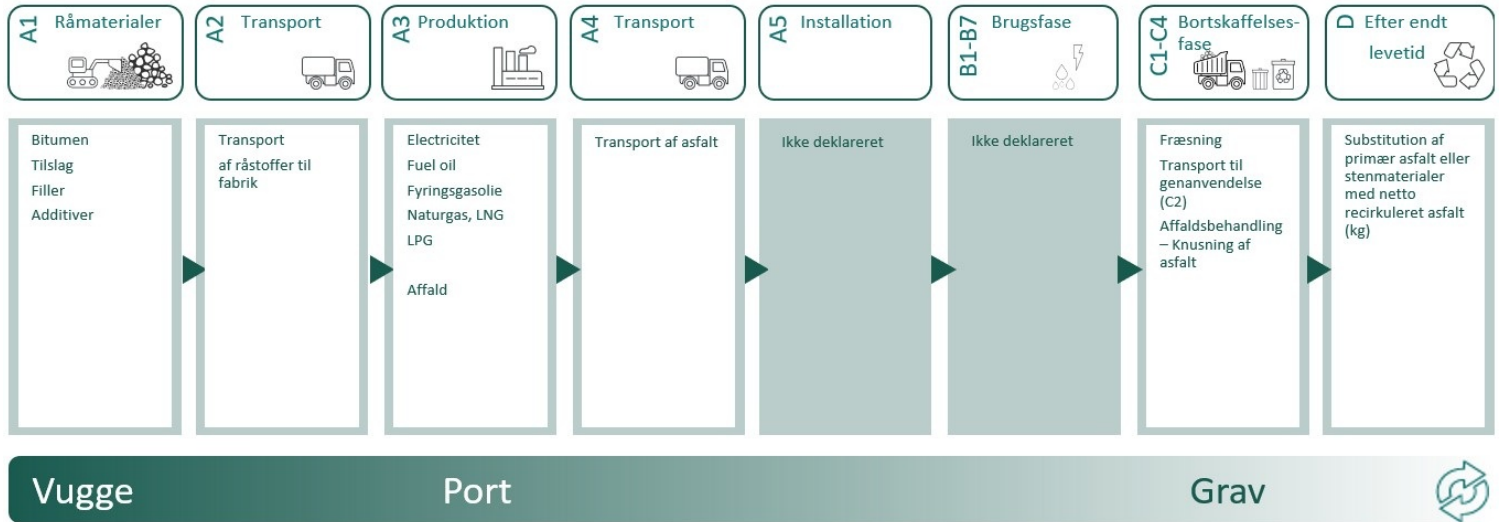 A1 Råmaterialer
A2 Transport
A3 Produktion
A4 Transport
A5 Installation
B1-B7 Brugsfase
C1-C4 Bortskaffelses-
fase
D Efter endt
levetid
Bitumen
Tilslag
Filler
Additiver
Transport
af råstoffer til
fabrik
Electricitet
Fuel oil
Fyringsgasolie
Naturgas, LNG
LPG
Affald
Transport af asfalt
Ikke deklareret
Ikke deklareret
Fræsning
Transport til
genanvendelse
(C2)
Affaldsbehandling
– Knusning af
asfalt
Substitution af
primær asfalt eller
stenmaterialer
med netto
recirkuleret asfalt
(kg)
Vugge
Port
Grav